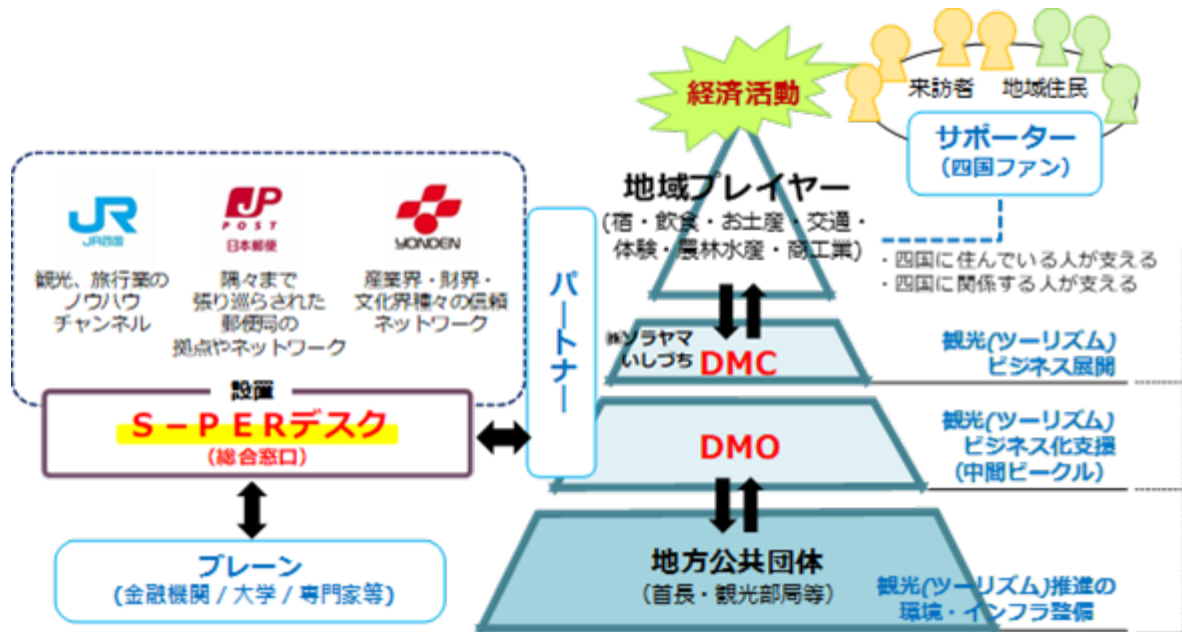 経済活動
来訪者 地域住民
サポーター
（四国ファン）
地域プレイヤー
(宿・飲食・お土産・交通・
体験・農林水産・商工業)
・四国に住んでいる人が支える
・四国に関係する人が支える
JR
JR四国
JP
POST
日本郵便
YONDEN
観光、旅行業の
ノウハウ
チャンネル
隅々まで
張り巡らされた
郵便局の
拠点やネットワーク
産業界・財界・
文化界種々の信頼
ネットワーク
パートナー
設置
S－PERデスク
（総合窓口）
ブレーン
(金融機関 / 大学 / 専門家等)
㈱ソラヤマ
いしづち
DMC
観光(ツーリズム)
ビジネス展開
DMO
観光(ツーリズム)
ビジネス化支援
（中間ビークル）
地方公共団体
（首長・観光部局等）
観光(ツーリズム)推進の
環境・インフラ整備